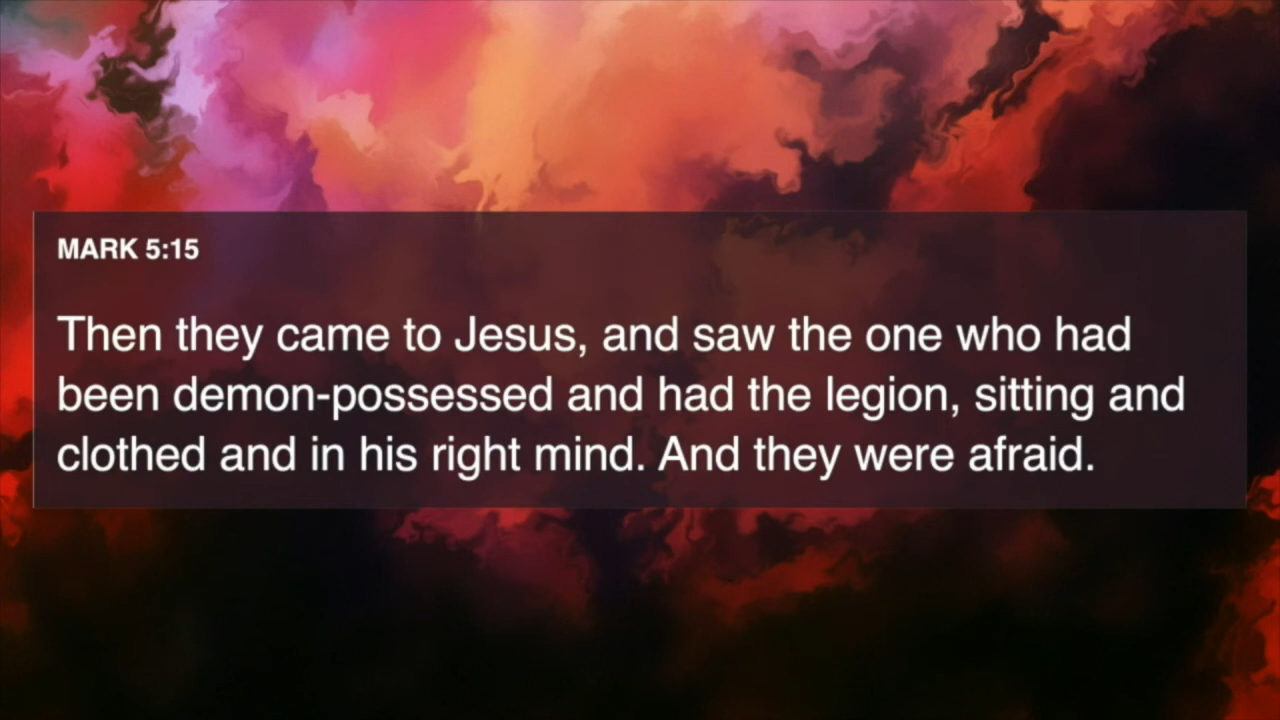 MARK 5:15
Then they came to Jesus, and saw the one who had
been demon-possessed and had the legion, sitting and
clothed and in his right mind. And they were afraid.